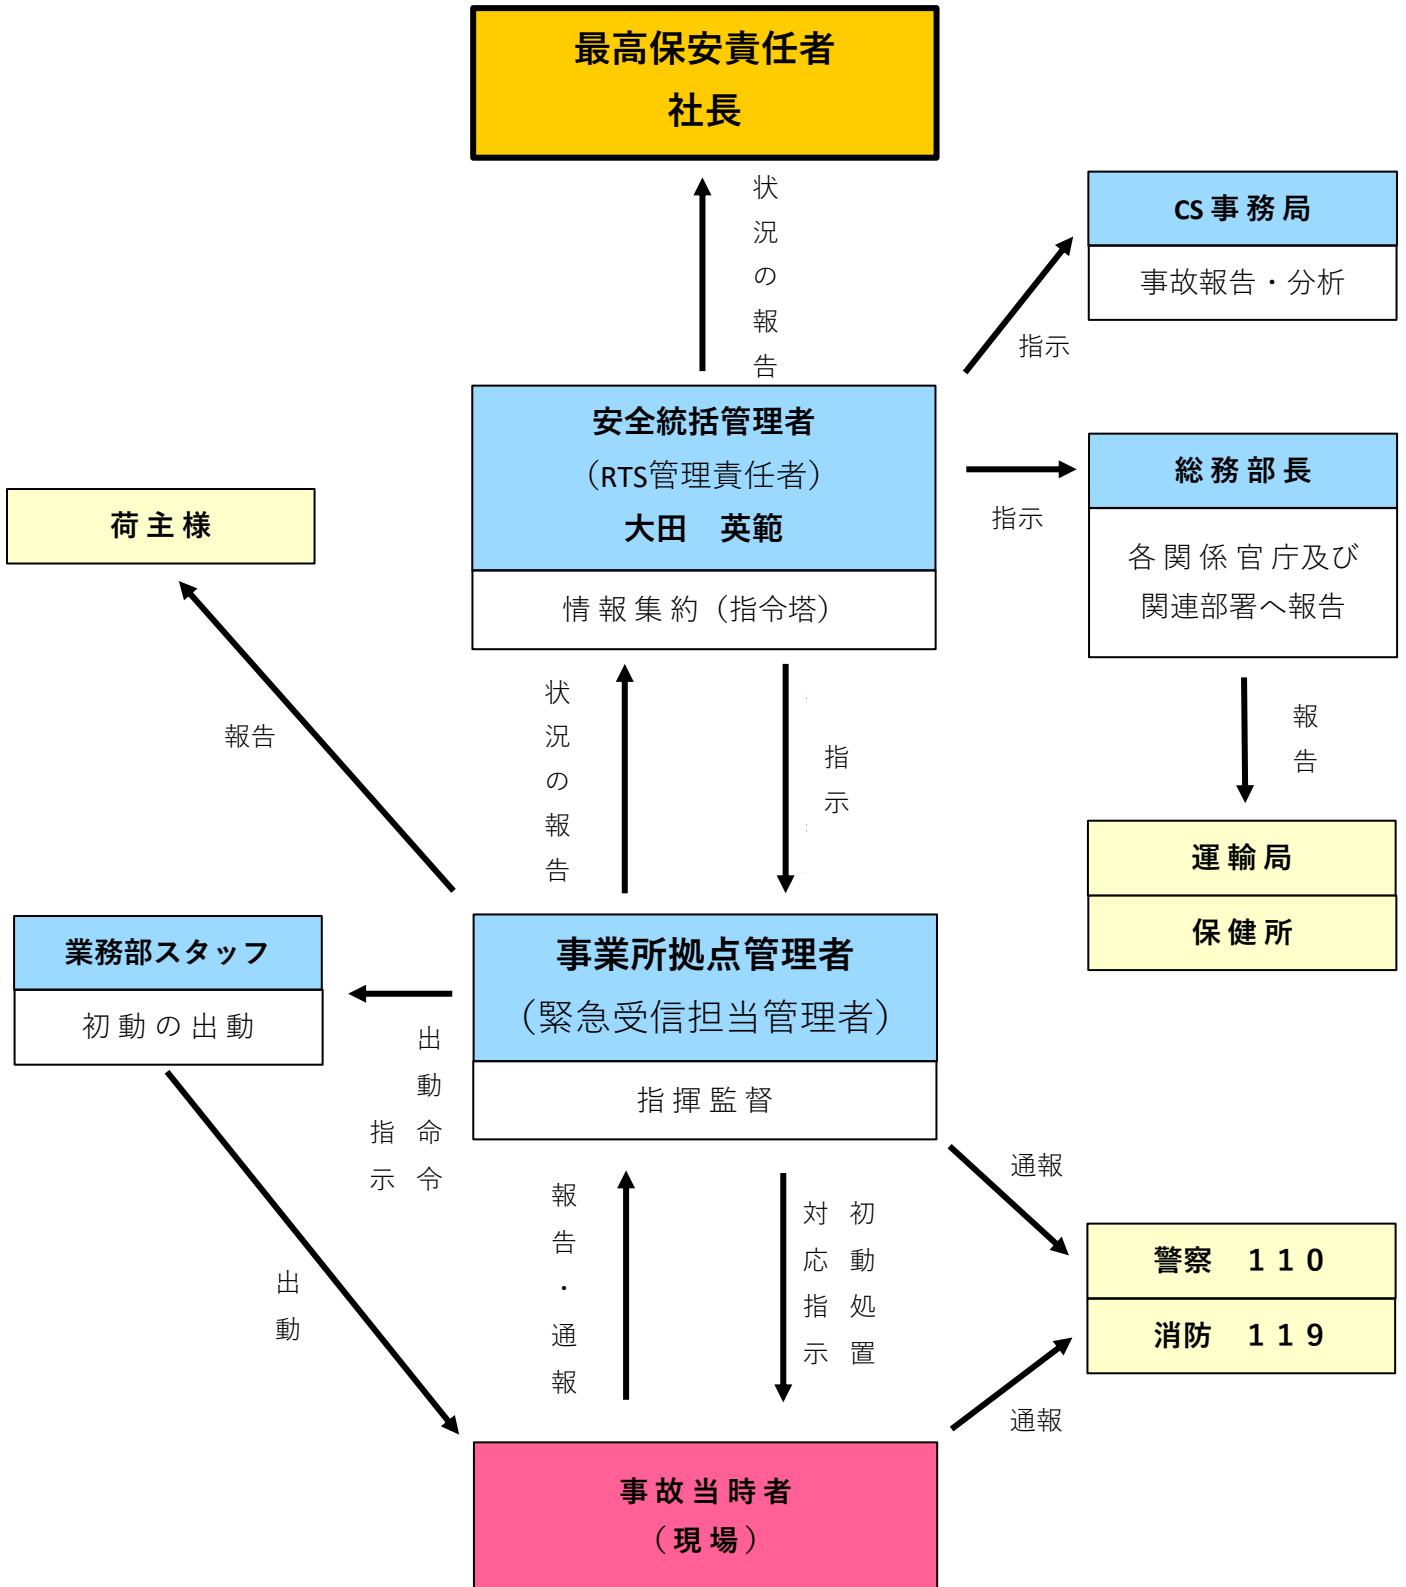 最高保安責任者
社長
状況の報告
CS事務局
事故報告・分析
指示
安全統括管理者
（RTS管理責任者）
大田　英範
情報集約（指令塔）
指示
総務部長
各関係官庁及び
関連部署へ報告
荷主様
報告
状況の報告
指示
報告
運輸局
保健所
業務部スタッフ
初動の出動
出動命令
指示
事業所拠点管理者
（緊急受信担当管理者）
指揮監督
通報
警察　１１０
消防　１１９
通報
出動
報告・通報
初動処置
対応指示
事故当時者
（現場）